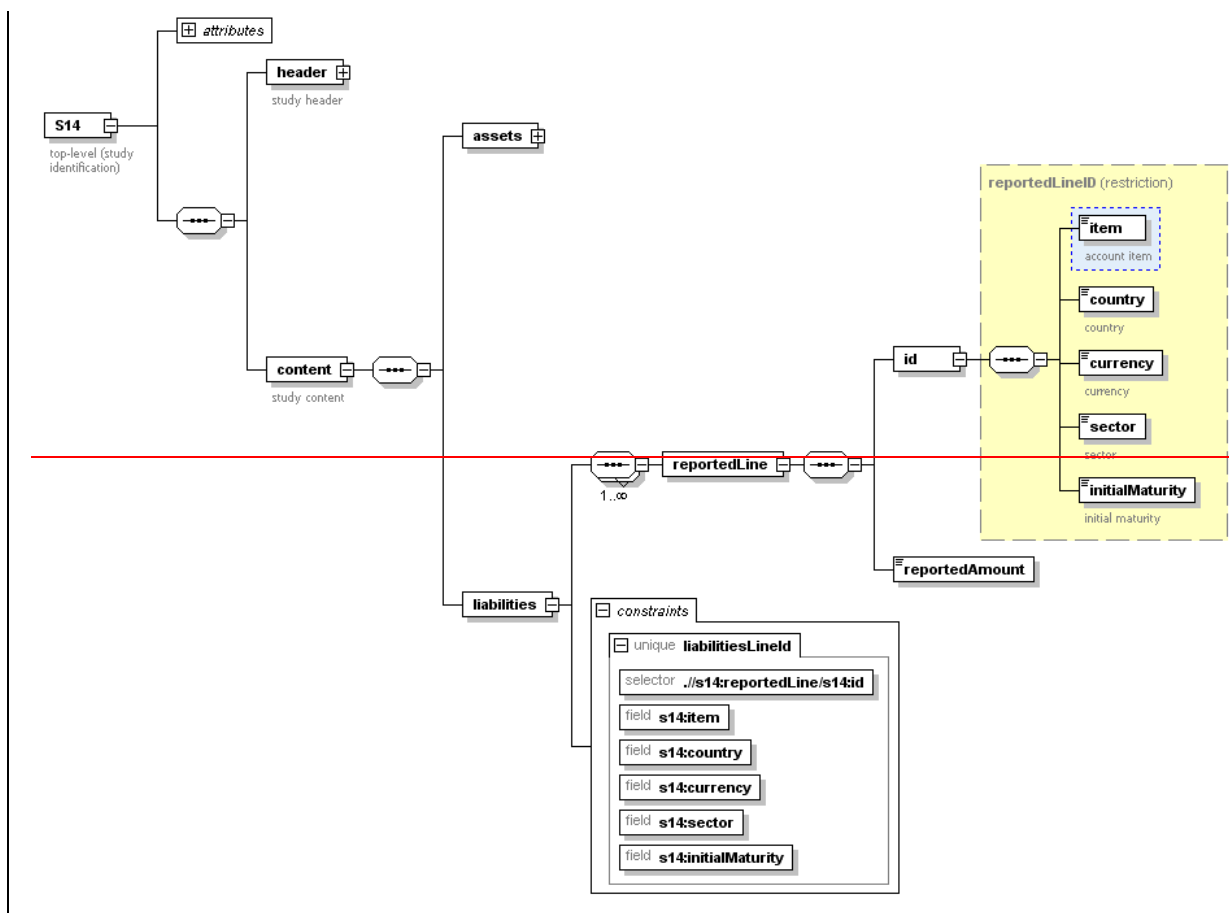 attributes
header
study header
S14
top-level (study
identification)
assets
reportedLineID (restriction)
item
account item
country
country
id
currency
currency
content
study content
sector
sector
reportedLine
1..∞
initialMaturity
initial maturity
reportedAmount
liabilities
constraints
unique liabilitiesLineId
selector .//s14:reportedLine/s14:id
field s14:item
field s14:country
field s14:currency
field s14:sector
field s14:initialMaturity